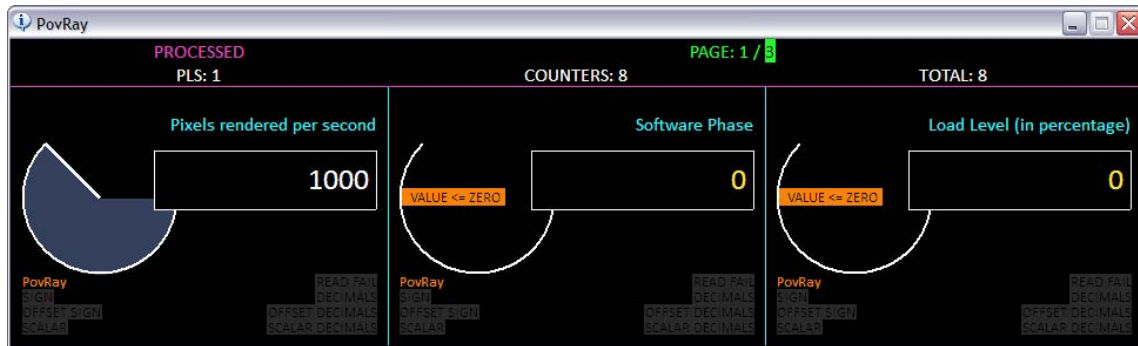 PovRay
PROCESSED PAGE: 1 / 3
PLS: 1 COUNTERS: 8 TOTAL: 8
Pixels rendered per second
1000
PovRay
READ FAIL
SIGN
DECIMALS
OFFSET SIGN
OFFSET DECIMALS
SCALAR
SCALAR DECIMALS
Software Phase
0
VALUE <= ZERO
PovRay
READ FAIL
SIGN
DECIMALS
OFFSET SIGN
OFFSET DECIMALS
SCALAR
SCALAR DECIMALS
Load Level (in percentage)
0
VALUE <= ZERO
PovRay
READ FAIL
SIGN
DECIMALS
OFFSET SIGN
OFFSET DECIMALS
SCALAR
SCALAR DECIMALS